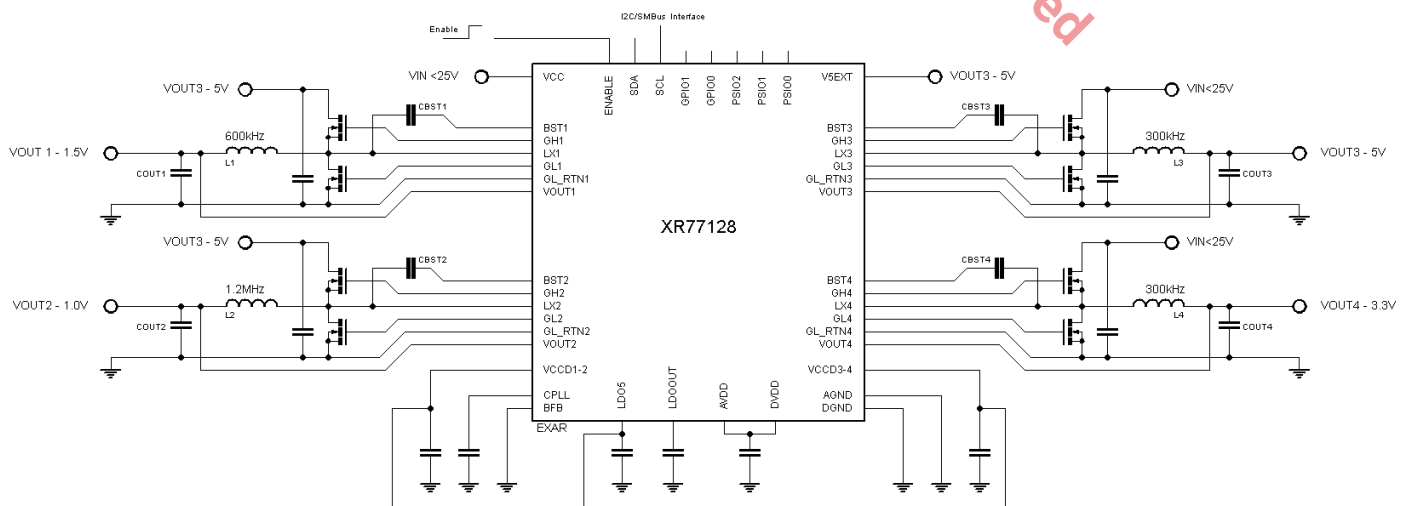 ed
I2C/SMBus Interface
Enable
VIN <25V
VCC
ENABLE
SDA
SCL
GPIO1
GPIO0
PSIO2
PSIO1
PSIO0
V5EXT
VOUT3 - 5V
VOUT3 - 5V
CBST1
BST1
GH1
LX1
GL1
GL_RTN1
VOUT1
600kHz
L1
VOUT 1 - 1.5V
COUT1
CBST3
VIN<25V
BST3
GH3
LX3
GL3
GL_RTN3
VOUT3
300kHz
L3
VOUT3 - 5V
COUT3
XR77128
VOUT3 - 5V
CBST2
BST2
GH2
LX2
GL2
GL_RTN2
VOUT2
1.2MHz
L2
VOUT2 - 1.0V
COUT2
CBST4
VIN<25V
BST4
GH4
LX4
GL4
GL_RTN4
VOUT4
300kHz
L4
VOUT4 - 3.3V
COUT4
VCCD1-2
CPLL
BFB
LDO5
LDOOUT
AVDD
DVDD
VCCD3-4
AGND
DGND
EXAR